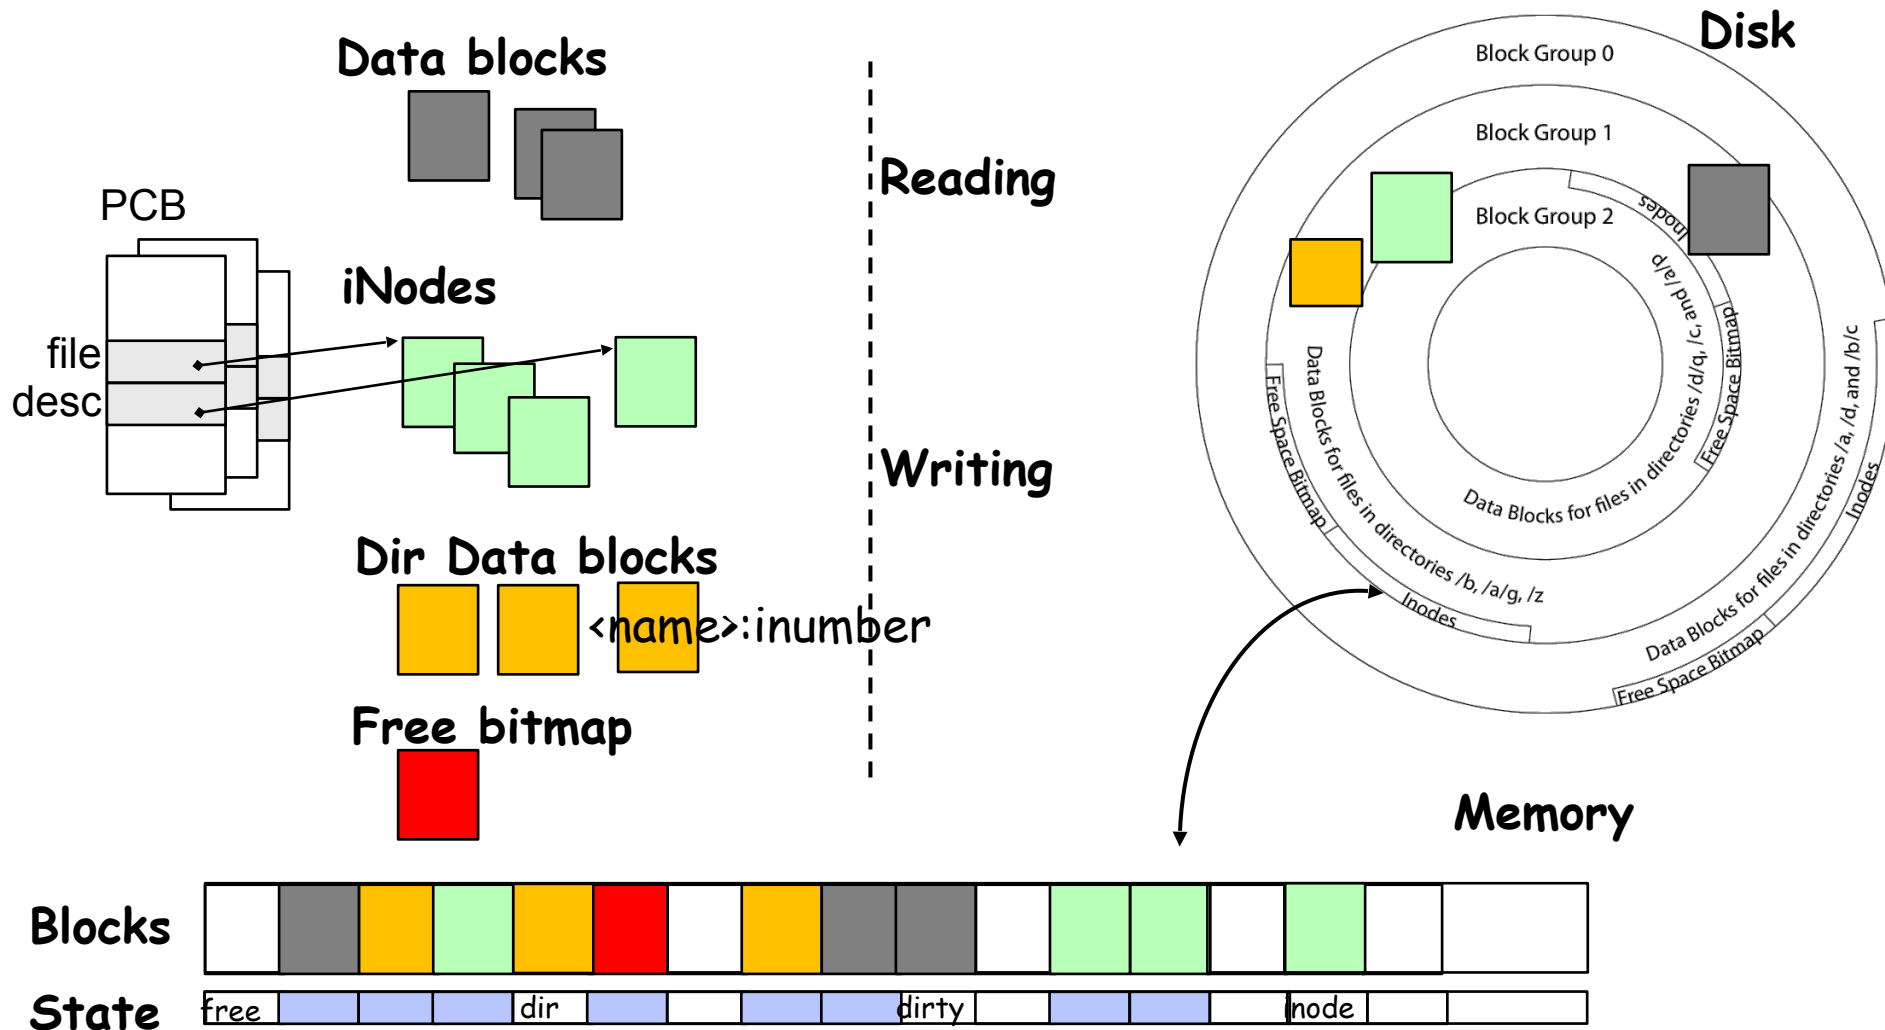 Data blocks
PCB
iNodes
file
desc
Dir Data blocks
<name>:inumber
Free bitmap
Reading
Writing
Disk
Block Group 0
Block Group 1
Block Group 2
Inodes
Data Blocks for files in directories /d/q, /c, and /a/p
Free Space Bitmap
Data Blocks for files in directories /b, /a/g, /z
Free Space Bitmap
Inodes
Data Blocks for files in directories /a, /d, and /b/c
Free Space Bitmap
Inodes
Memory
Blocks
State
free
dir
dirty
inode